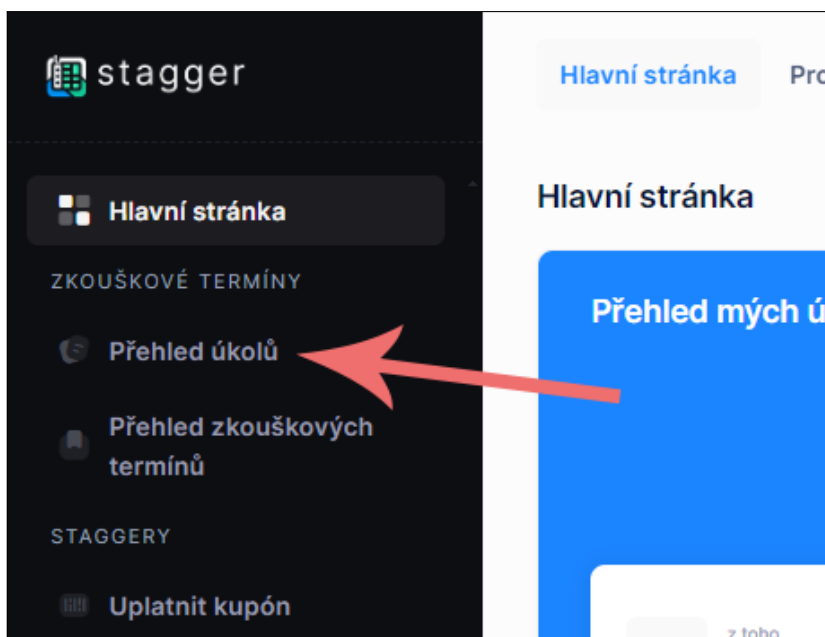 stagger
Hlavní stránka
ZKOUŠKOVÉ TERMÍNY
Přehled úkolů
Přehled zkouškových
termínů
STAGGERY
Uplatnit kupón
Hlavní stránka
Hlavní stránka
Přehled mých
z toho